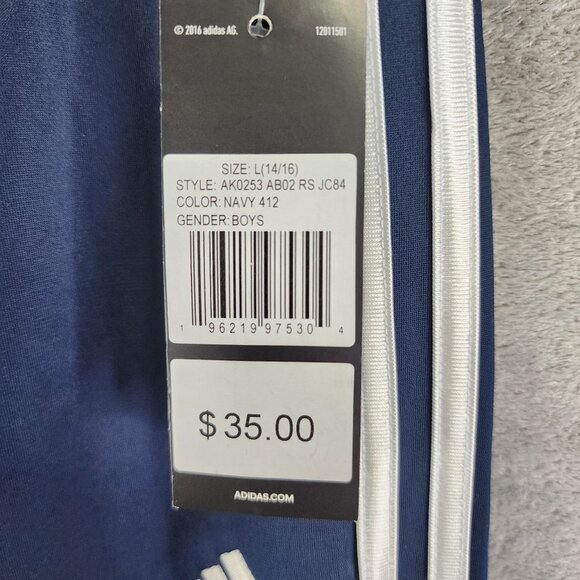 © 2016 adidas AG. 12011501
SIZE: L(14/16)
STYLE: AK0253 AB02 RS JC84
COLOR: NAVY 412
GENDER: BOYS
1 96219 97530 4
$ 35.00
ADIDAS.COM